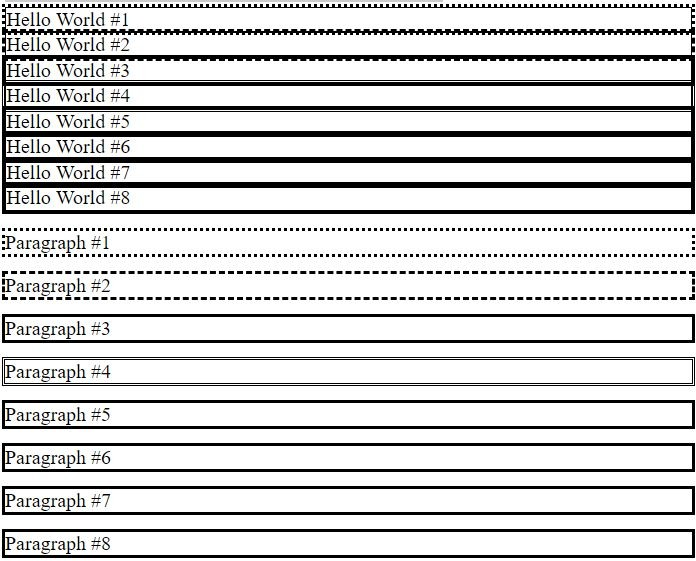 Hello World #1
Hello World #2
Hello World #3
Hello World #4
Hello World #5
Hello World #6
Hello World #7
Hello World #8
Paragraph #1
Paragraph #2
Paragraph #3
Paragraph #4
Paragraph #5
Paragraph #6
Paragraph #7
Paragraph #8